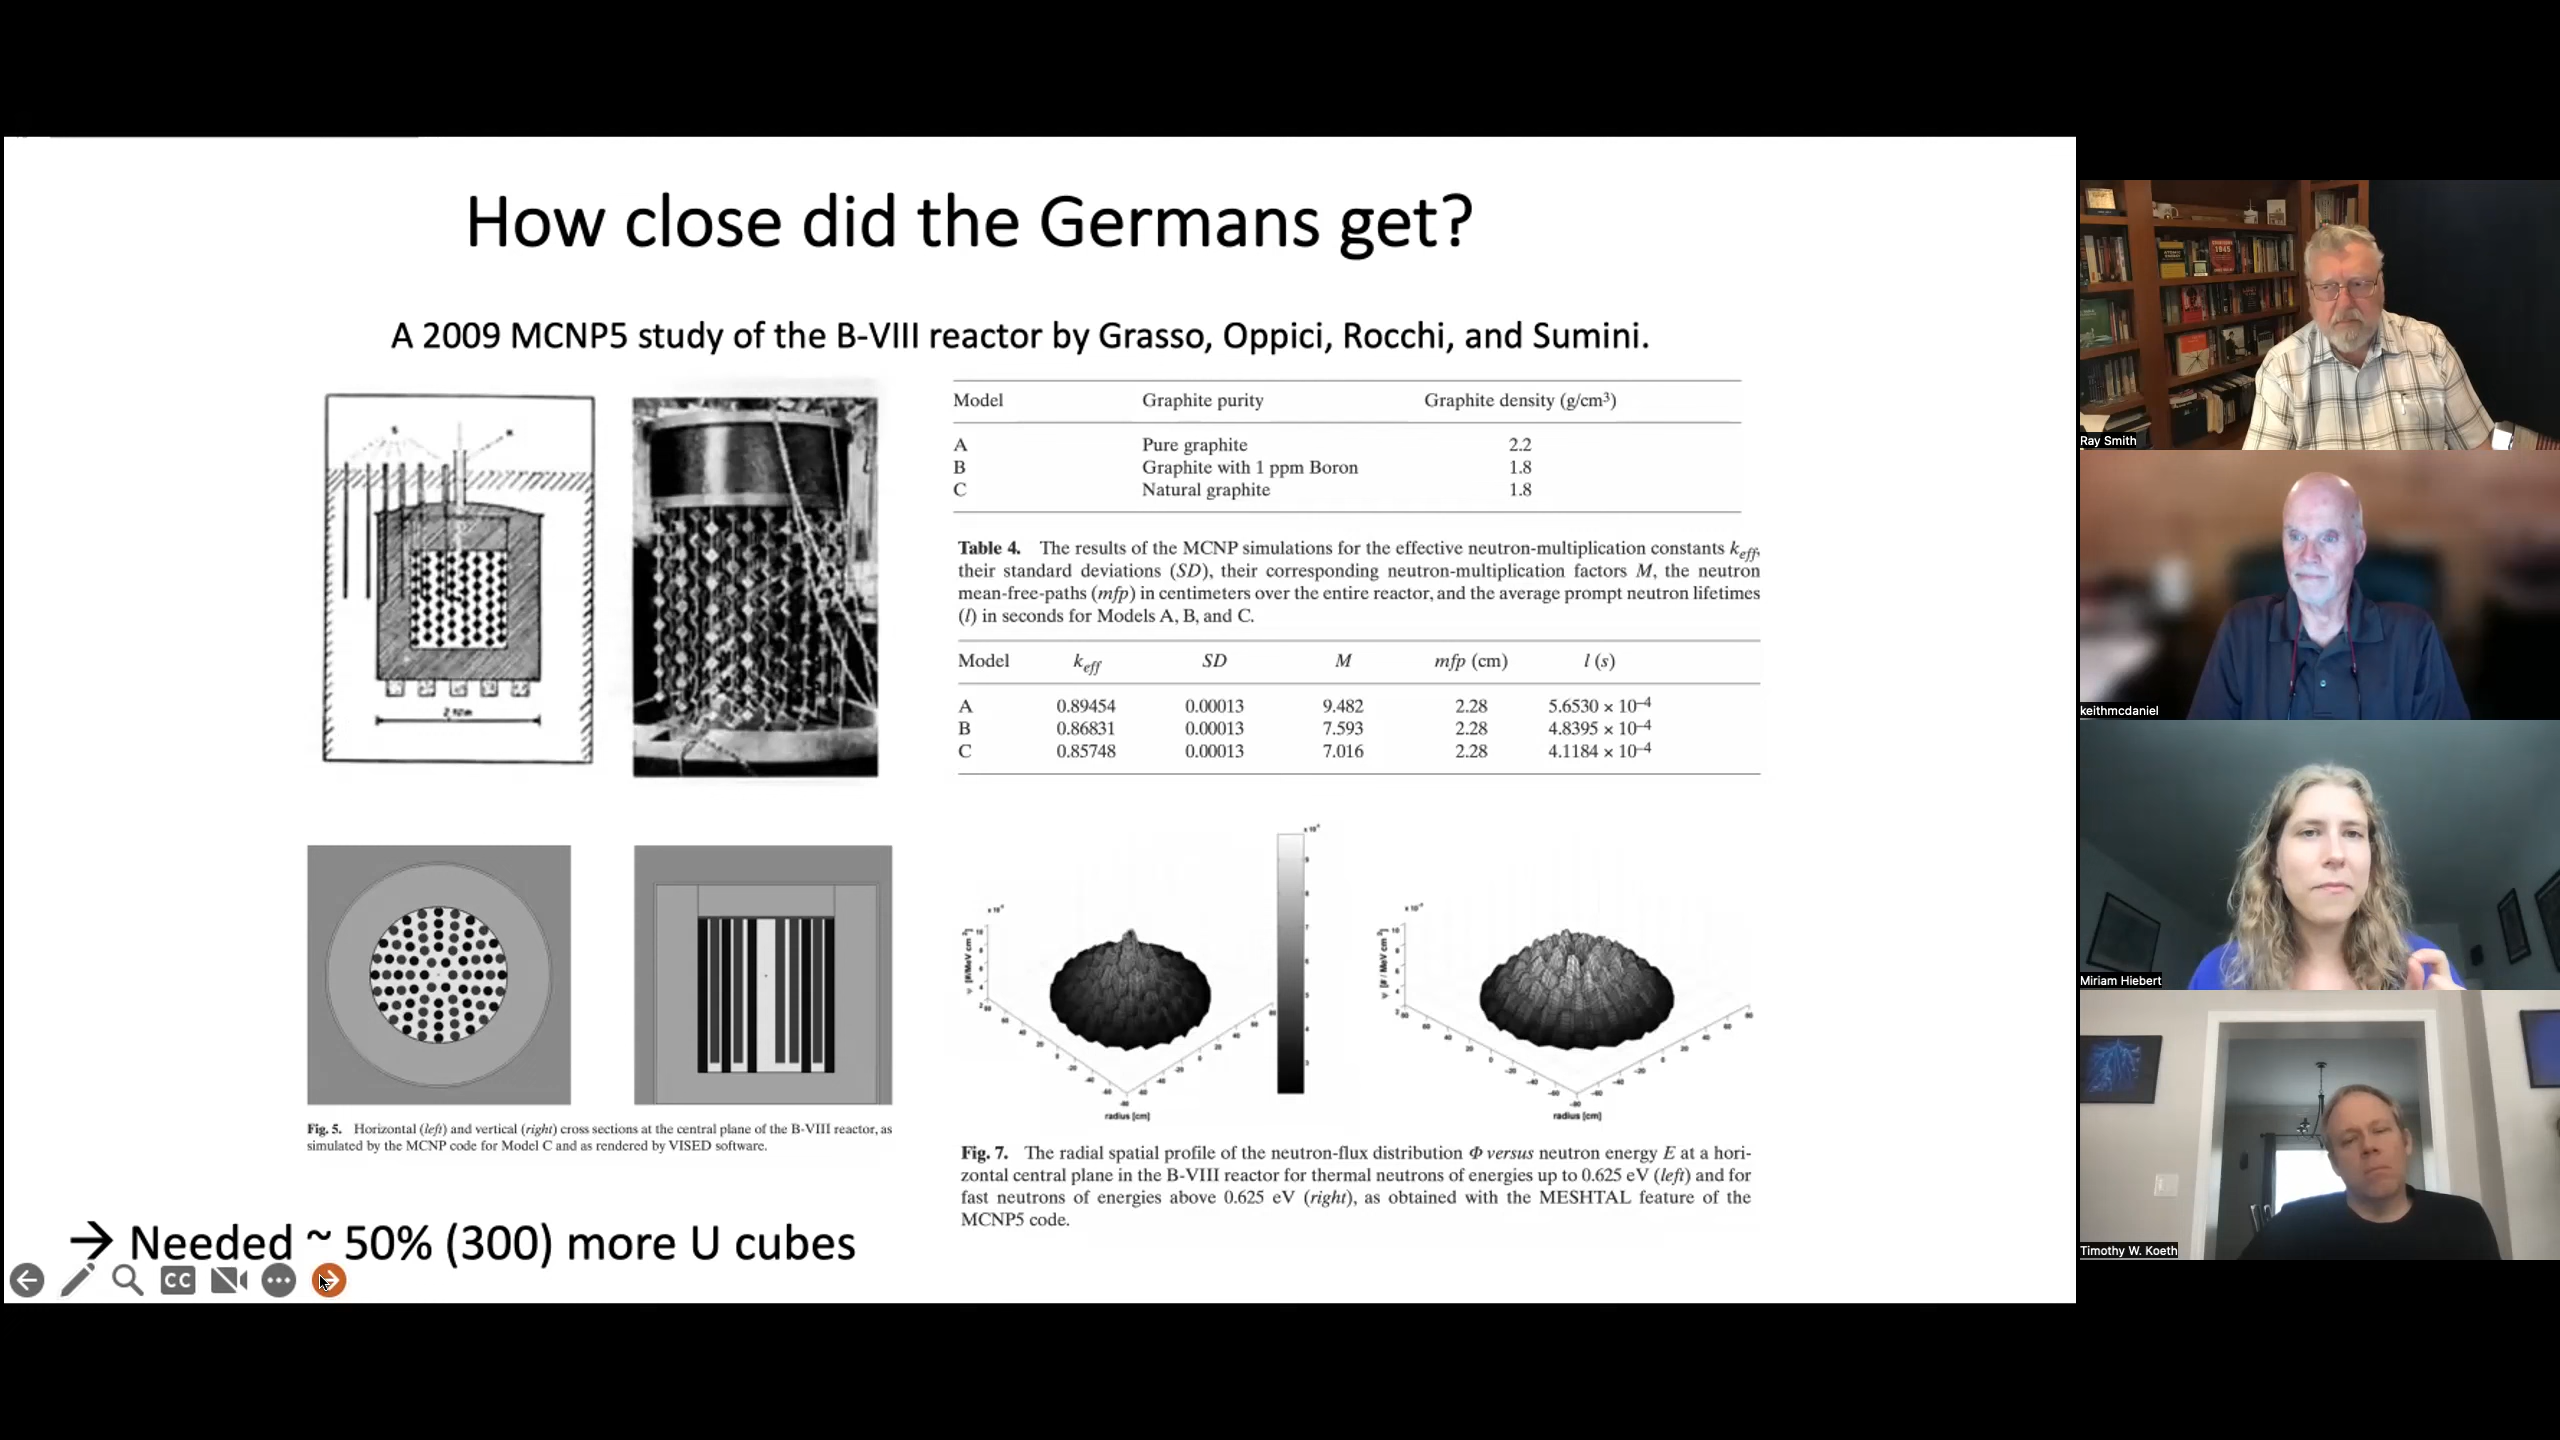 How close did the Germans get?
A 2009 MCNP5 study of the B-VIII reactor by Grasso, Oppici, Rocchi, and Sumini.
Model Graphite purity Graphite density (g/cm³)
A Pure graphite 2.2
B Graphite with 1 ppm Boron 1.8
C Natural graphite 1.8
Table 4. The results of the MCNP simulations for the effective neutron-multiplication constants keff,
their standard deviations (SD), their corresponding neutron-multiplication factors M, the neutron
mean-free-paths (mfp) in centimeters over the entire reactor, and the average prompt neutron lifetimes
(l) in seconds for Models A, B, and C.
Model keff SD M mfp (cm) l (s)
A 0.89454 0.00013 9.482 2.28 5.6530 × 10–4
B 0.86831 0.00013 7.593 2.28 4.8395 × 10–4
C 0.85748 0.00013 7.016 2.28 4.1184 × 10–4
radius [cm]
radius [cm]
Fig. 5. Horizontal (left) and vertical (right) cross sections at the central plane of the B-VIII reactor, as
simulated by the MCNP code for Model C and as rendered by VISED software.
Fig. 7. The radial spatial profile of the neutron-flux distribution Φ versus neutron energy E at a hori-
zontal central plane in the B-VIII reactor for thermal neutrons of energies up to 0.625 eV (left) and for
fast neutrons of energies above 0.625 eV (right), as obtained with the MESHTAL feature of the
MCNP5 code.
→ Needed ~ 50% (300) more U cubes
CC
Ray Smith
keithmcdaniel
Miriam Hiebert
Timothy W. Koeth